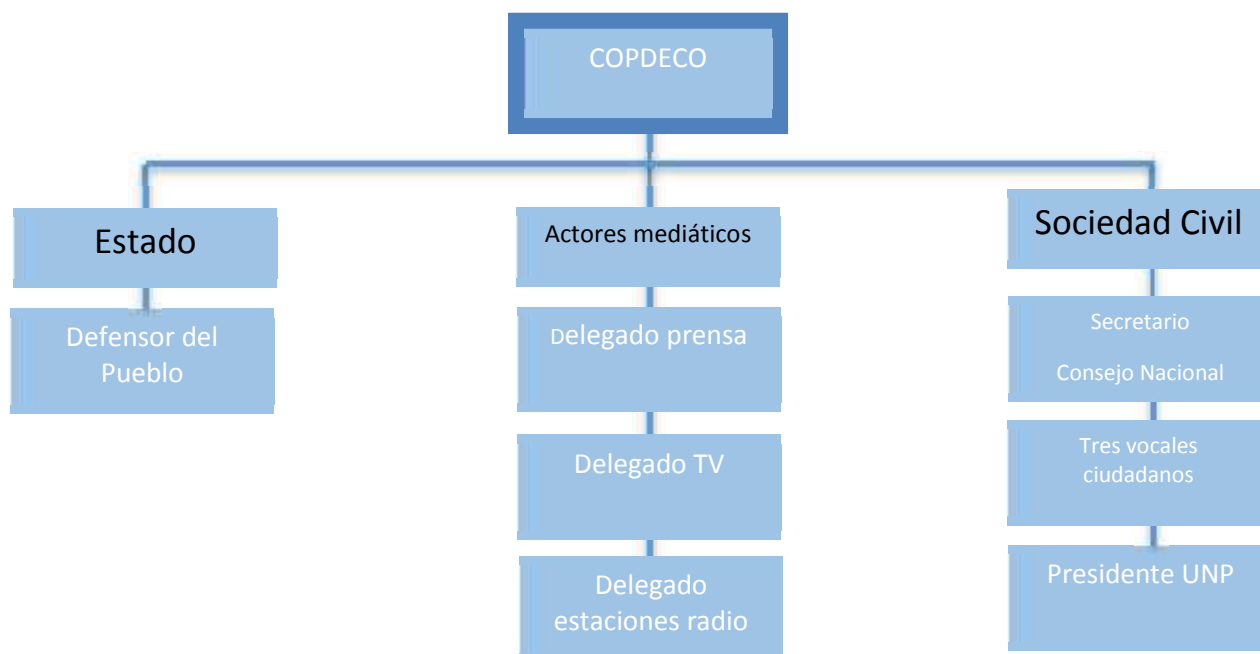 COPDECO
Estado
Defensor del
Pueblo
Actores mediáticos
Delegado prensa
Delegado TV
Delegado
estaciones radio
Sociedad Civil
Secretario
Consejo Nacional
Tres vocales
ciudadanos
Presidente UNP